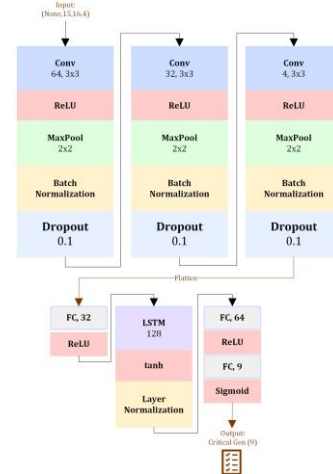 Input:
(None,15,16,4)
Conv
64, 3x3
ReLU
MaxPool
2x2
Batch
Normalization
Dropout
0.1
Conv
32, 3x3
ReLU
MaxPool
2x2
Batch
Normalization
Dropout
0.1
Conv
4, 3x3
ReLU
MaxPool
2x2
Batch
Normalization
Dropout
0.1
Flatten
FC, 32
ReLU
LSTM
128
tanh
Layer
Normalization
FC, 64
ReLU
FC, 9
Sigmoid
Output:
Critical Gen (9)